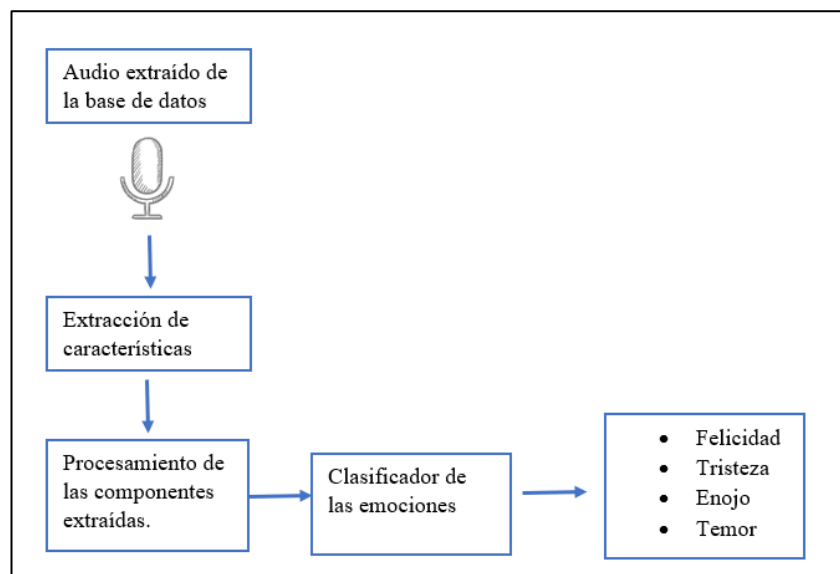 Audio extraído de
la base de datos
Extracción de
características
Procesamiento de
las componentes
extraídas.
Clasificador de
las emociones
• Felicidad
• Tristeza
• Enojo
• Temor